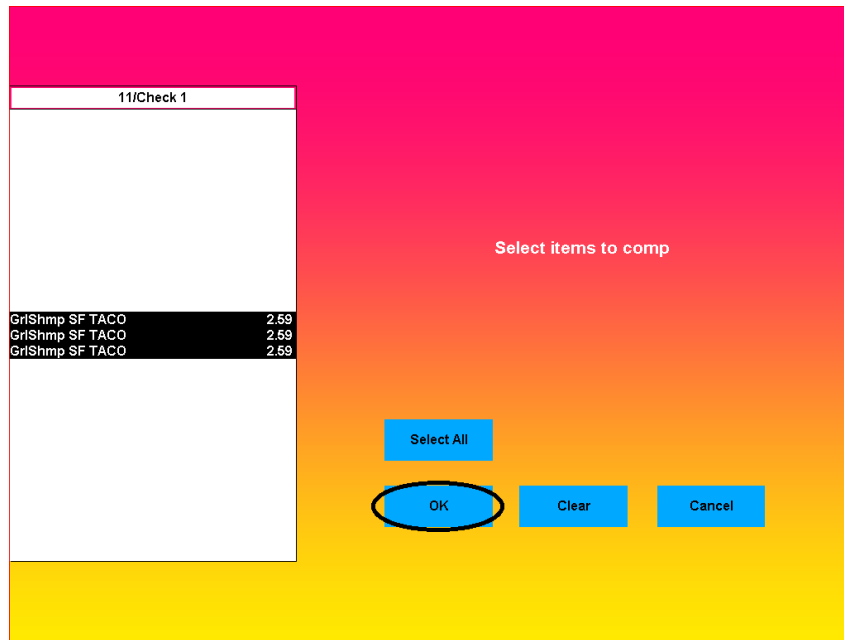 11/Check 1
Select items to comp
GrlShmp SF TACO 2.59
GrlShmp SF TACO 2.59
GrlShmp SF TACO 2.59
Select All
OK Clear Cancel